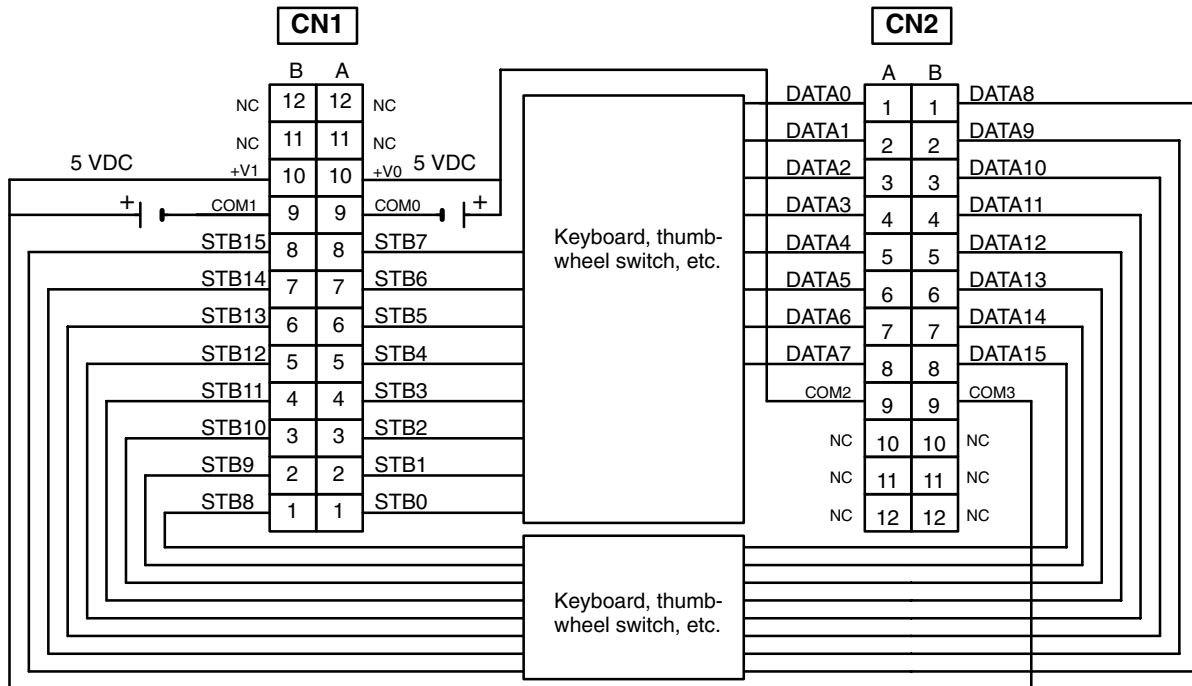 CN1
CN2
B A
A B
NC 12 12 NC
DATA0 1 1 DATA8
NC 11 11 NC
DATA1 2 2 DATA9
5 VDC +V1 10 10 +V0 5 VDC
DATA2 3 3 DATA10
+ COM1 9 9 COM0 +
DATA3 4 4 DATA11
STB15 8 8 STB7
Keyboard, thumb-
wheel switch, etc.
DATA4 5 5 DATA12
STB14 7 7 STB6
DATA5 6 6 DATA13
STB13 6 6 STB5
DATA6 7 7 DATA14
STB12 5 5 STB4
DATA7 8 8 DATA15
STB11 4 4 STB3
COM2 9 9 COM3
STB10 3 3 STB2
NC 10 10 NC
STB9 2 2 STB1
NC 11 11 NC
STB8 1 1 STB0
NC 12 12 NC
Keyboard, thumb-
wheel switch, etc.